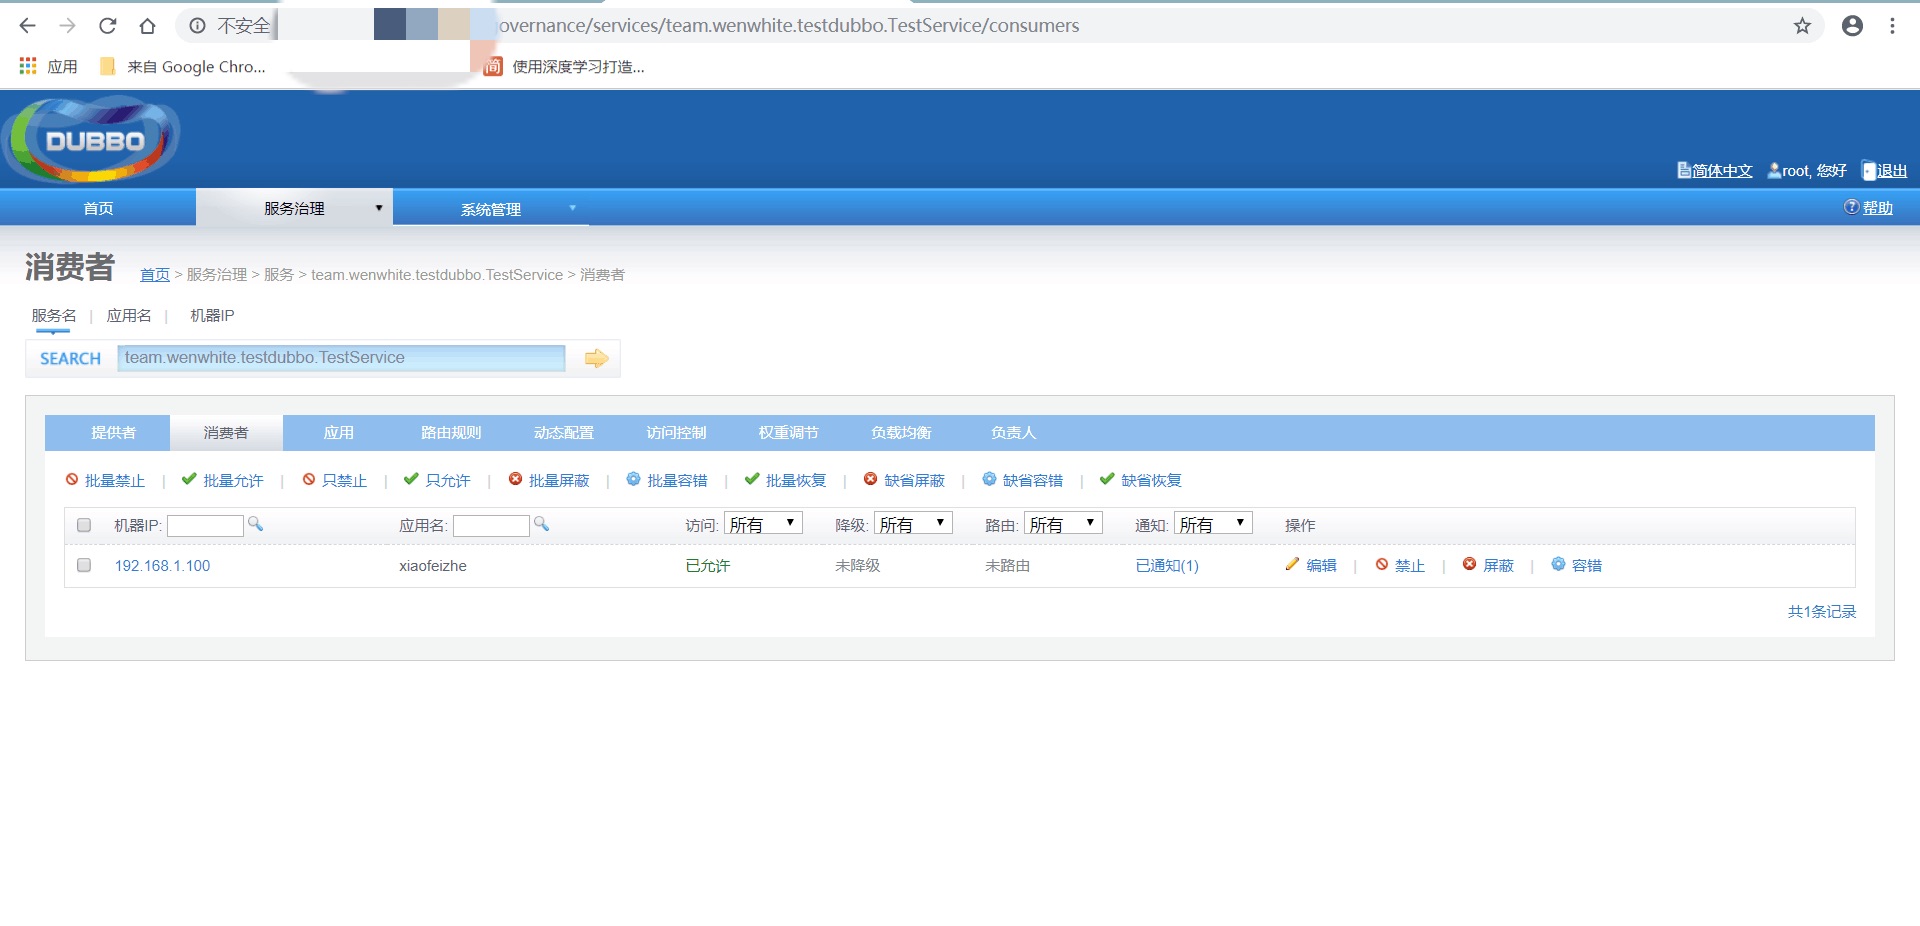 不安全 overnance/services/team.wenwhite.testdubbo.TestService/consumers
应用 来自 Google Chro... 简 使用深度学习打造...
DUBBO
简体中文 root, 您好 退出
首页 服务治理 系统管理 帮助
消费者 首页 > 服务治理 > 服务 > team.wenwhite.testdubbo.TestService > 消费者
服务名 | 应用名 | 机器IP
SEARCH team.wenwhite.testdubbo.TestService
提供者 消费者 应用 路由规则 动态配置 访问控制 权重调节 负载均衡 负责人
批量禁止 | 批量允许 | 只禁止 | 只允许 | 批量屏蔽 | 批量容错 | 批量恢复 | 缺省屏蔽 | 缺省容错 | 缺省恢复
机器IP: 应用名: 访问: 所有 降级: 所有 路由: 所有 通知: 所有 操作
192.168.1.100 xiaofeizhe 已允许 未降级 未路由 已通知(1) 编辑 | 禁止 | 屏蔽 | 容错
共1条记录